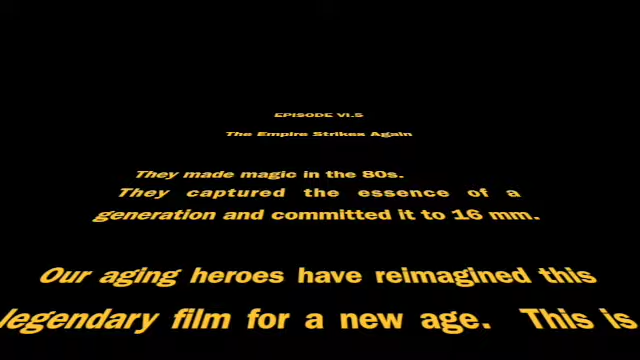 EPISODE VI.5
The Empire Strikes Again
They made magic in the 80s.
They captured the essence of a
generation and committed it to 16 mm.
Our aging heroes have reimagined this
legendary film for a new age. This is